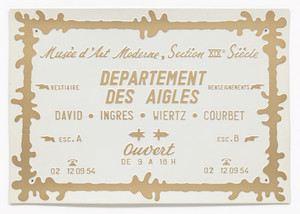 Musée d'Art Moderne, Section XIXe Siècle
DEPARTEMENT
VESTIAIRE RENSEIGNEMENTS
DES AIGLES
DAVID · INGRES · WIERTZ · COURBET
ESC. A ESC. B
Ouvert
DE 9 A 18 H
02 12 09 54 02 12 09 54